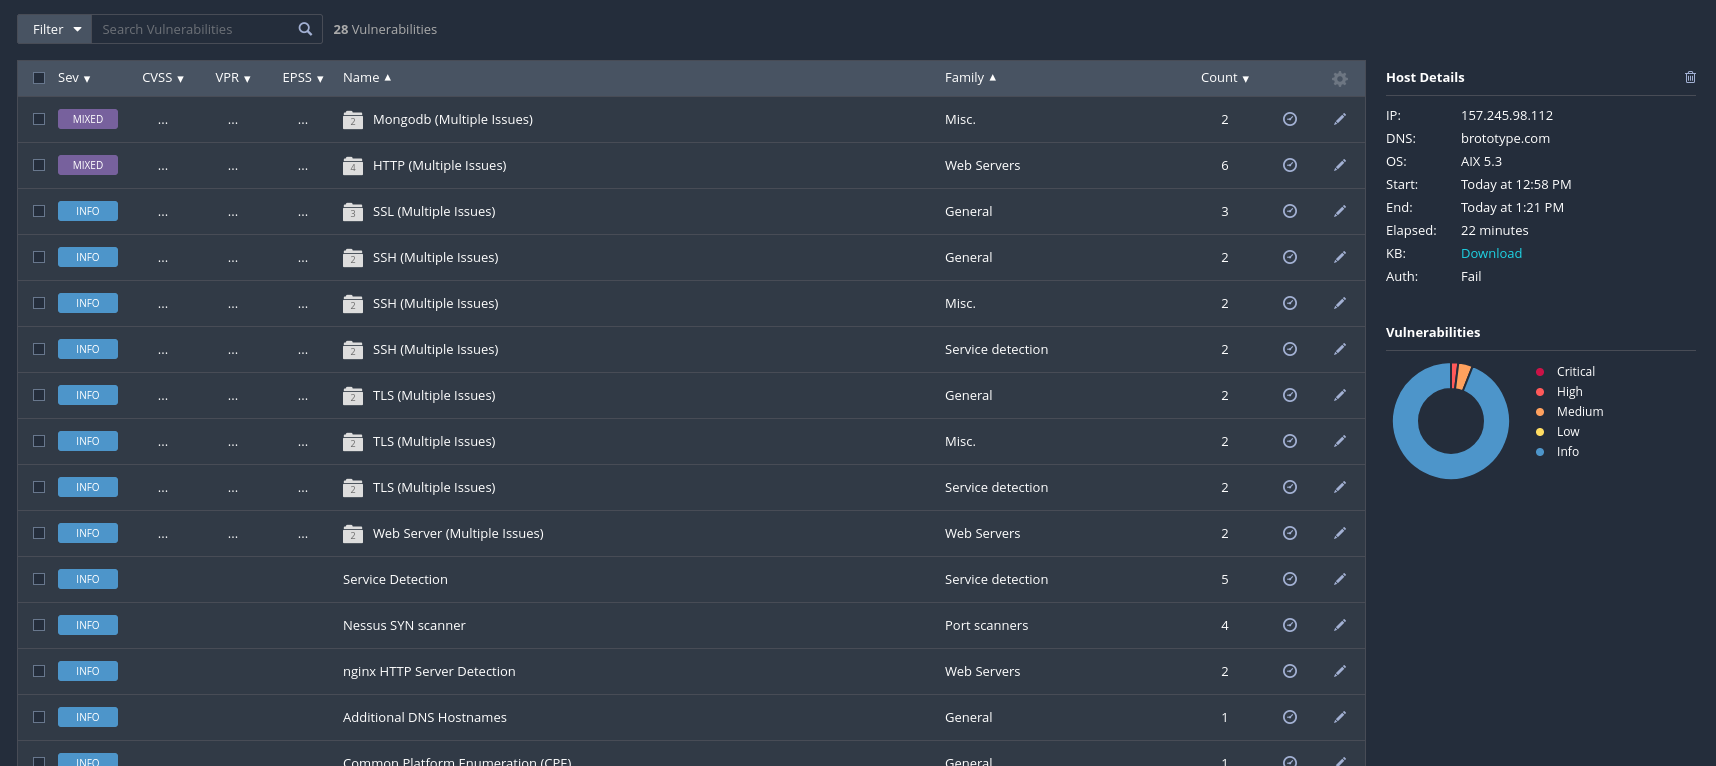 Filter Search Vulnerabilities 28 Vulnerabilities
Sev CVSS VPR EPSS Name Family Count
MIXED ... ... ... 2 Mongodb (Multiple Issues) Misc. 2
MIXED ... ... ... 4 HTTP (Multiple Issues) Web Servers 6
INFO ... ... ... 3 SSL (Multiple Issues) General 3
INFO ... ... ... 2 SSH (Multiple Issues) General 2
INFO ... ... ... 2 SSH (Multiple Issues) Misc. 2
INFO ... ... ... 2 SSH (Multiple Issues) Service detection 2
INFO ... ... ... 2 TLS (Multiple Issues) General 2
INFO ... ... ... 2 TLS (Multiple Issues) Misc. 2
INFO ... ... ... 2 TLS (Multiple Issues) Service detection 2
INFO ... ... ... 2 Web Server (Multiple Issues) Web Servers 2
INFO Service Detection Service detection 5
INFO Nessus SYN scanner Port scanners 4
INFO nginx HTTP Server Detection Web Servers 2
INFO Additional DNS Hostnames General 1
INFO Common Platform Enumeration (CPE) General 1
Host Details
IP: 157.245.98.112
DNS: brototype.com
OS: AIX 5.3
Start: Today at 12:58 PM
End: Today at 1:21 PM
Elapsed: 22 minutes
KB: Download
Auth: Fail
Vulnerabilities
Critical
High
Medium
Low
Info